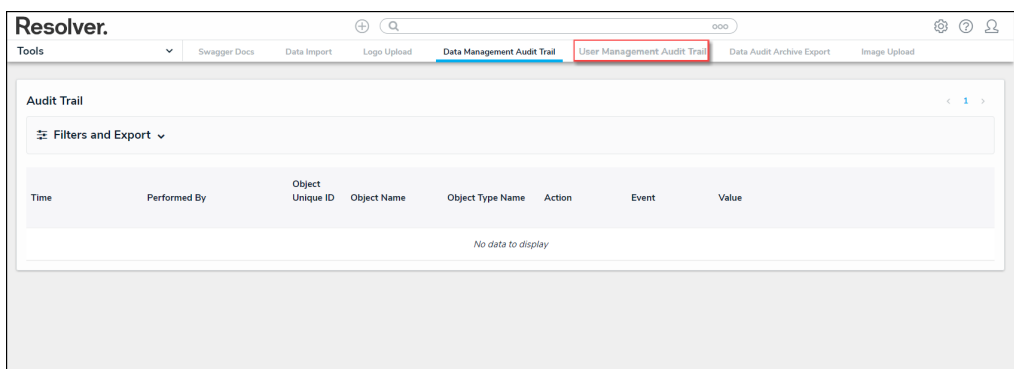 Resolver.
ooo
Tools
Swagger Docs Data Import Logo Upload Data Management Audit Trail User Management Audit Trail Data Audit Archive Export Image Upload
Audit Trail
< 1 >
Filters and Export
Time Performed By Object Unique ID Object Name Object Type Name Action Event Value
No data to display